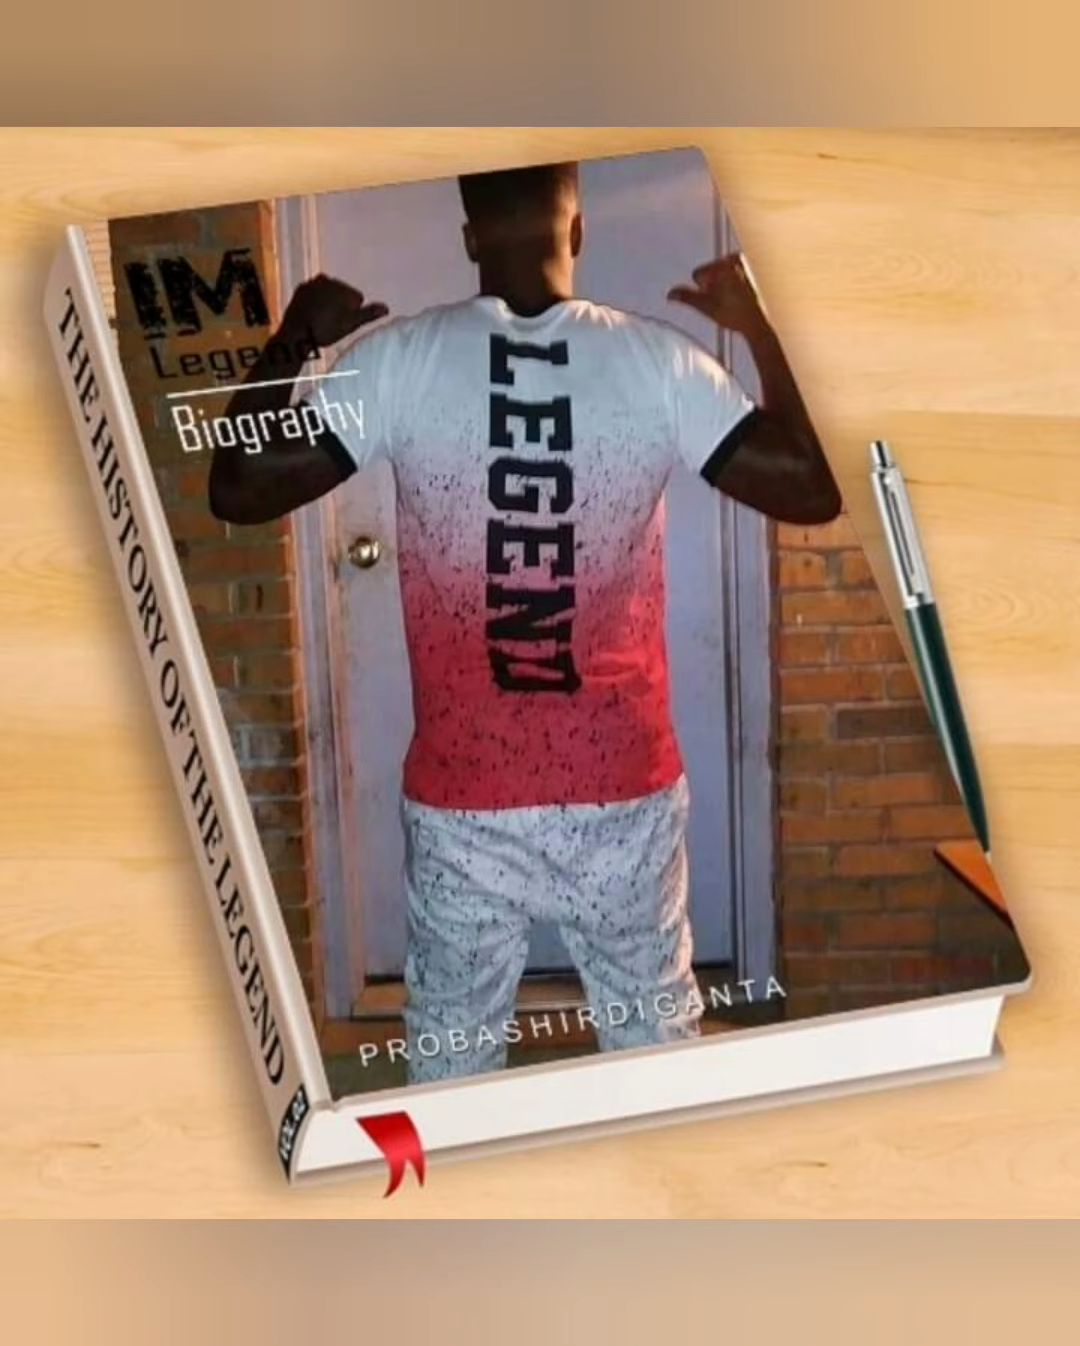 IM
Legend
Biography
LEGEND
PROBASHIRDIGANTA
THE HISTORY OF THE LEGEND